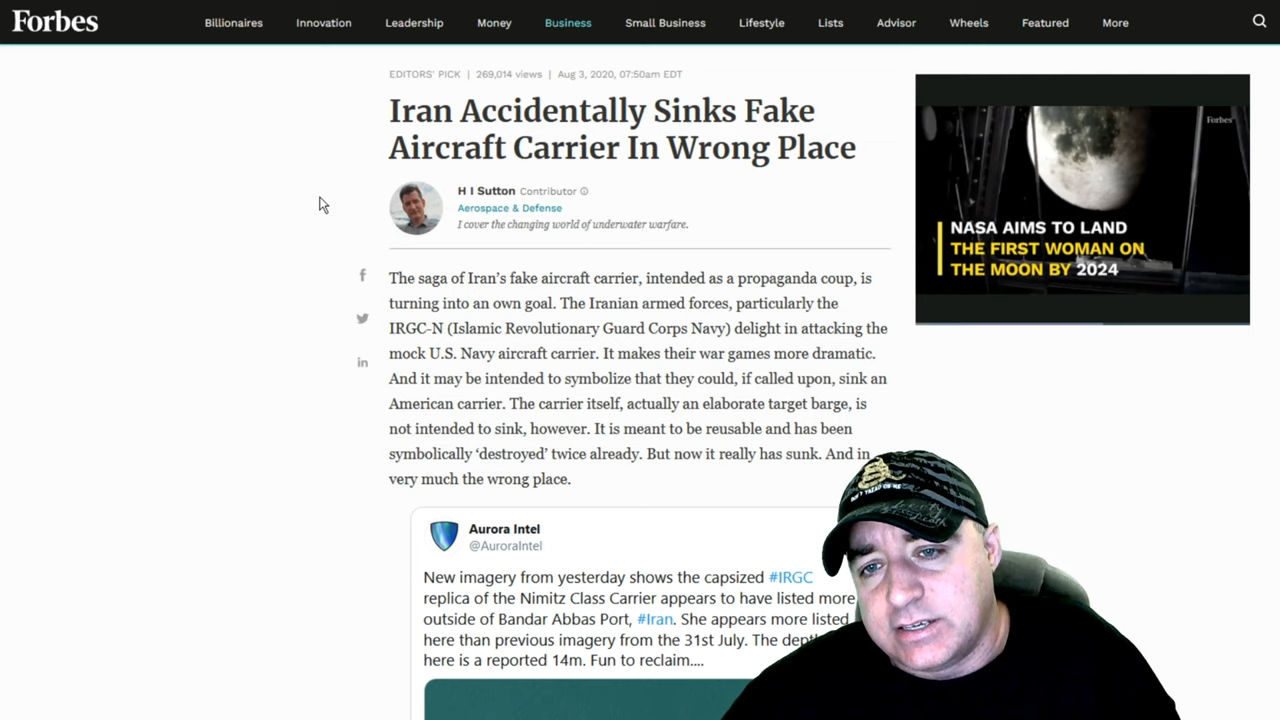 Forbes
Billionaires Innovation Leadership Money Business Small Business Lifestyle Lists Advisor Wheels Featured More
EDITORS' PICK | 269,014 views | Aug 3, 2020, 07:50am EDT
Iran Accidentally Sinks Fake
Aircraft Carrier In Wrong Place
H I Sutton Contributor
Aerospace & Defense
I cover the changing world of underwater warfare.
The saga of Iran's fake aircraft carrier, intended as a propaganda coup, is
turning into an own goal. The Iranian armed forces, particularly the
IRGC-N (Islamic Revolutionary Guard Corps Navy) delight in attacking the
mock U.S. Navy aircraft carrier. It makes their war games more dramatic.
And it may be intended to symbolize that they could, if called upon, sink an
American carrier. The carrier itself, actually an elaborate target barge, is
not intended to sink, however. It is meant to be reusable and has been
symbolically 'destroyed' twice already. But now it really has sunk. And in
very much the wrong place.
Aurora Intel
@AuroraIntel
New imagery from yesterday shows the capsized #IRGC
replica of the Nimitz Class Carrier appears to have listed more
outside of Bandar Abbas Port, #Iran. She appears more listed
here than previous imagery from the 31st July. The dept
here is a reported 14m. Fun to reclaim....
Forbes
NASA AIMS TO LAND
THE FIRST WOMAN ON
THE MOON BY 2024
DON'T TREAD ON ME